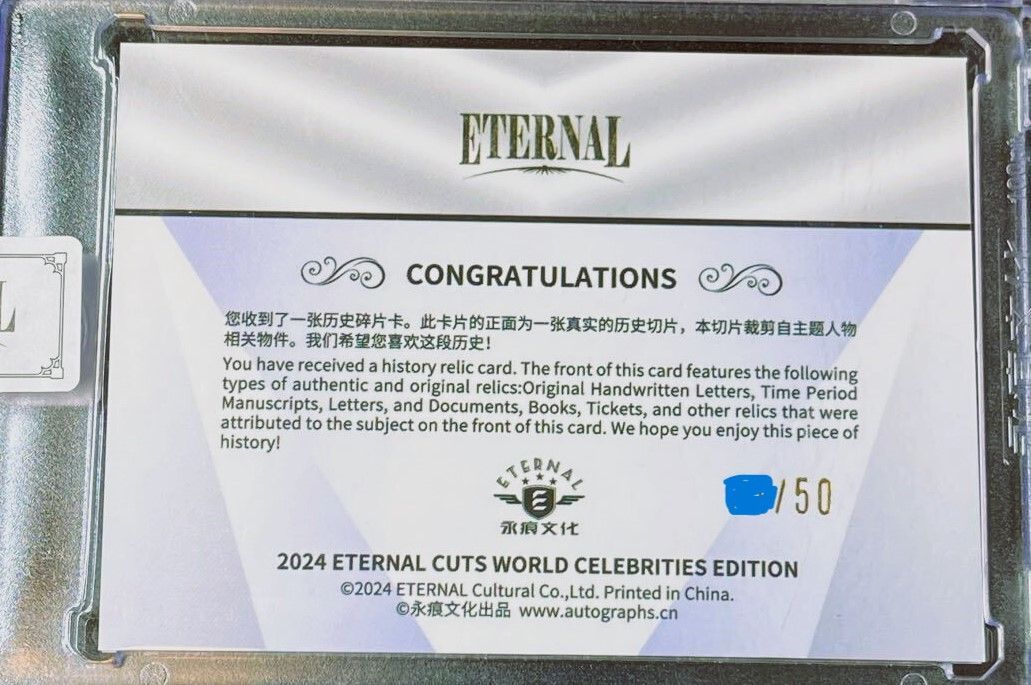 ETERNAL
CONGRATULATIONS
您收到了一张历史碎片卡。此卡片的正面为一张真实的历史切片，本切片裁剪自主题人物
相关物件。我们希望您喜欢这段历史！
You have received a history relic card. The front of this card features the following
types of authentic and original relics:Original Handwritten Letters, Time Period
Manuscripts, Letters, and Documents, Books, Tickets, and other relics that were
attributed to the subject on the front of this card. We hope you enjoy this piece of
history!
ETERNAL
E
永痕文化
/50
2024 ETERNAL CUTS WORLD CELEBRITIES EDITION
©2024 ETERNAL Cultural Co.,Ltd. Printed in China.
©永痕文化出品 www.autographs.cn
L